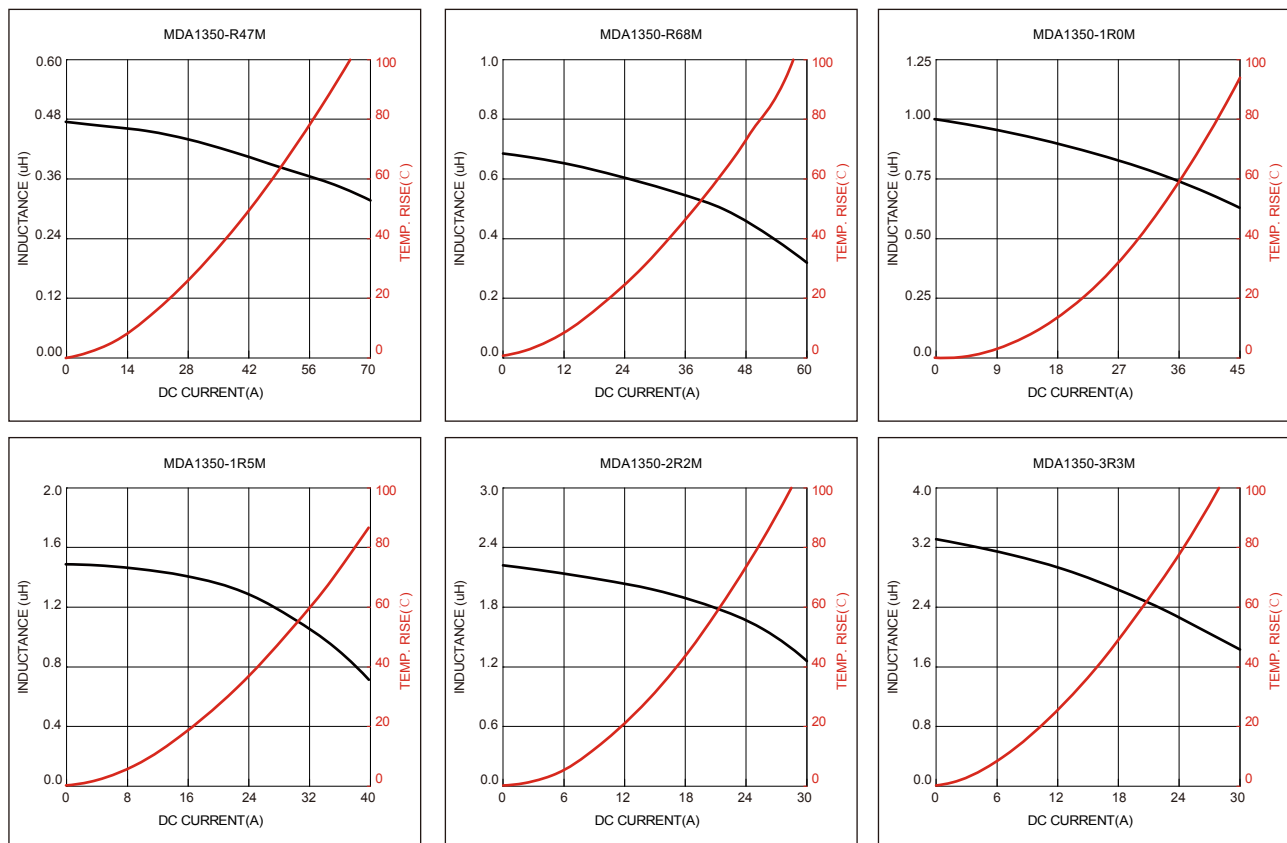 MDA1350-R47M
0.60
0.48
0.36
0.24
0.12
0.00
INDUCTANCE (uH)
100
80
60
40
20
0
TEMP. RISE(C)
0 14 28 42 56 70
DC CURRENT(A)
MDA1350-R68M
1.0
0.8
0.6
0.4
0.2
0.0
INDUCTANCE (uH)
100
80
60
40
20
0
TEMP. RISE(C)
0 12 24 36 48 60
DC CURRENT(A)
MDA1350-1R0M
1.25
1.00
0.75
0.50
0.25
0.00
INDUCTANCE (uH)
100
80
60
40
20
0
TEMP. RISE(C)
0 9 18 27 36 45
DC CURRENT(A)
MDA1350-1R5M
2.0
1.6
1.2
0.8
0.4
0.0
INDUCTANCE (uH)
100
80
60
40
20
0
TEMP. RISE(C)
0 8 16 24 32 40
DC CURRENT(A)
MDA1350-2R2M
3.0
2.4
1.8
1.2
0.6
0.0
INDUCTANCE (uH)
100
80
60
40
20
0
TEMP. RISE(C)
0 6 12 18 24 30
DC CURRENT(A)
MDA1350-3R3M
4.0
3.2
2.4
1.6
0.8
0.0
INDUCTANCE (uH)
100
80
60
40
20
0
TEMP. RISE(C)
0 6 12 18 24 30
DC CURRENT(A)